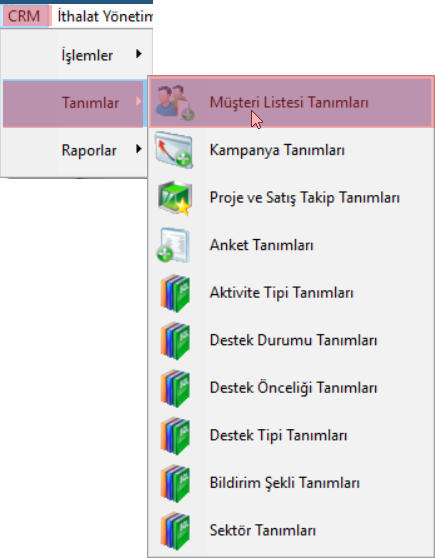 CRM İthalat Yönetim
İşlemler
Tanımlar
Raporlar
Müşteri Listesi Tanımları
Kampanya Tanımları
Proje ve Satış Takip Tanımları
Anket Tanımları
Aktivite Tipi Tanımları
Destek Durumu Tanımları
Destek Önceliği Tanımları
Destek Tipi Tanımları
Bildirim Şekli Tanımları
Sektör Tanımları